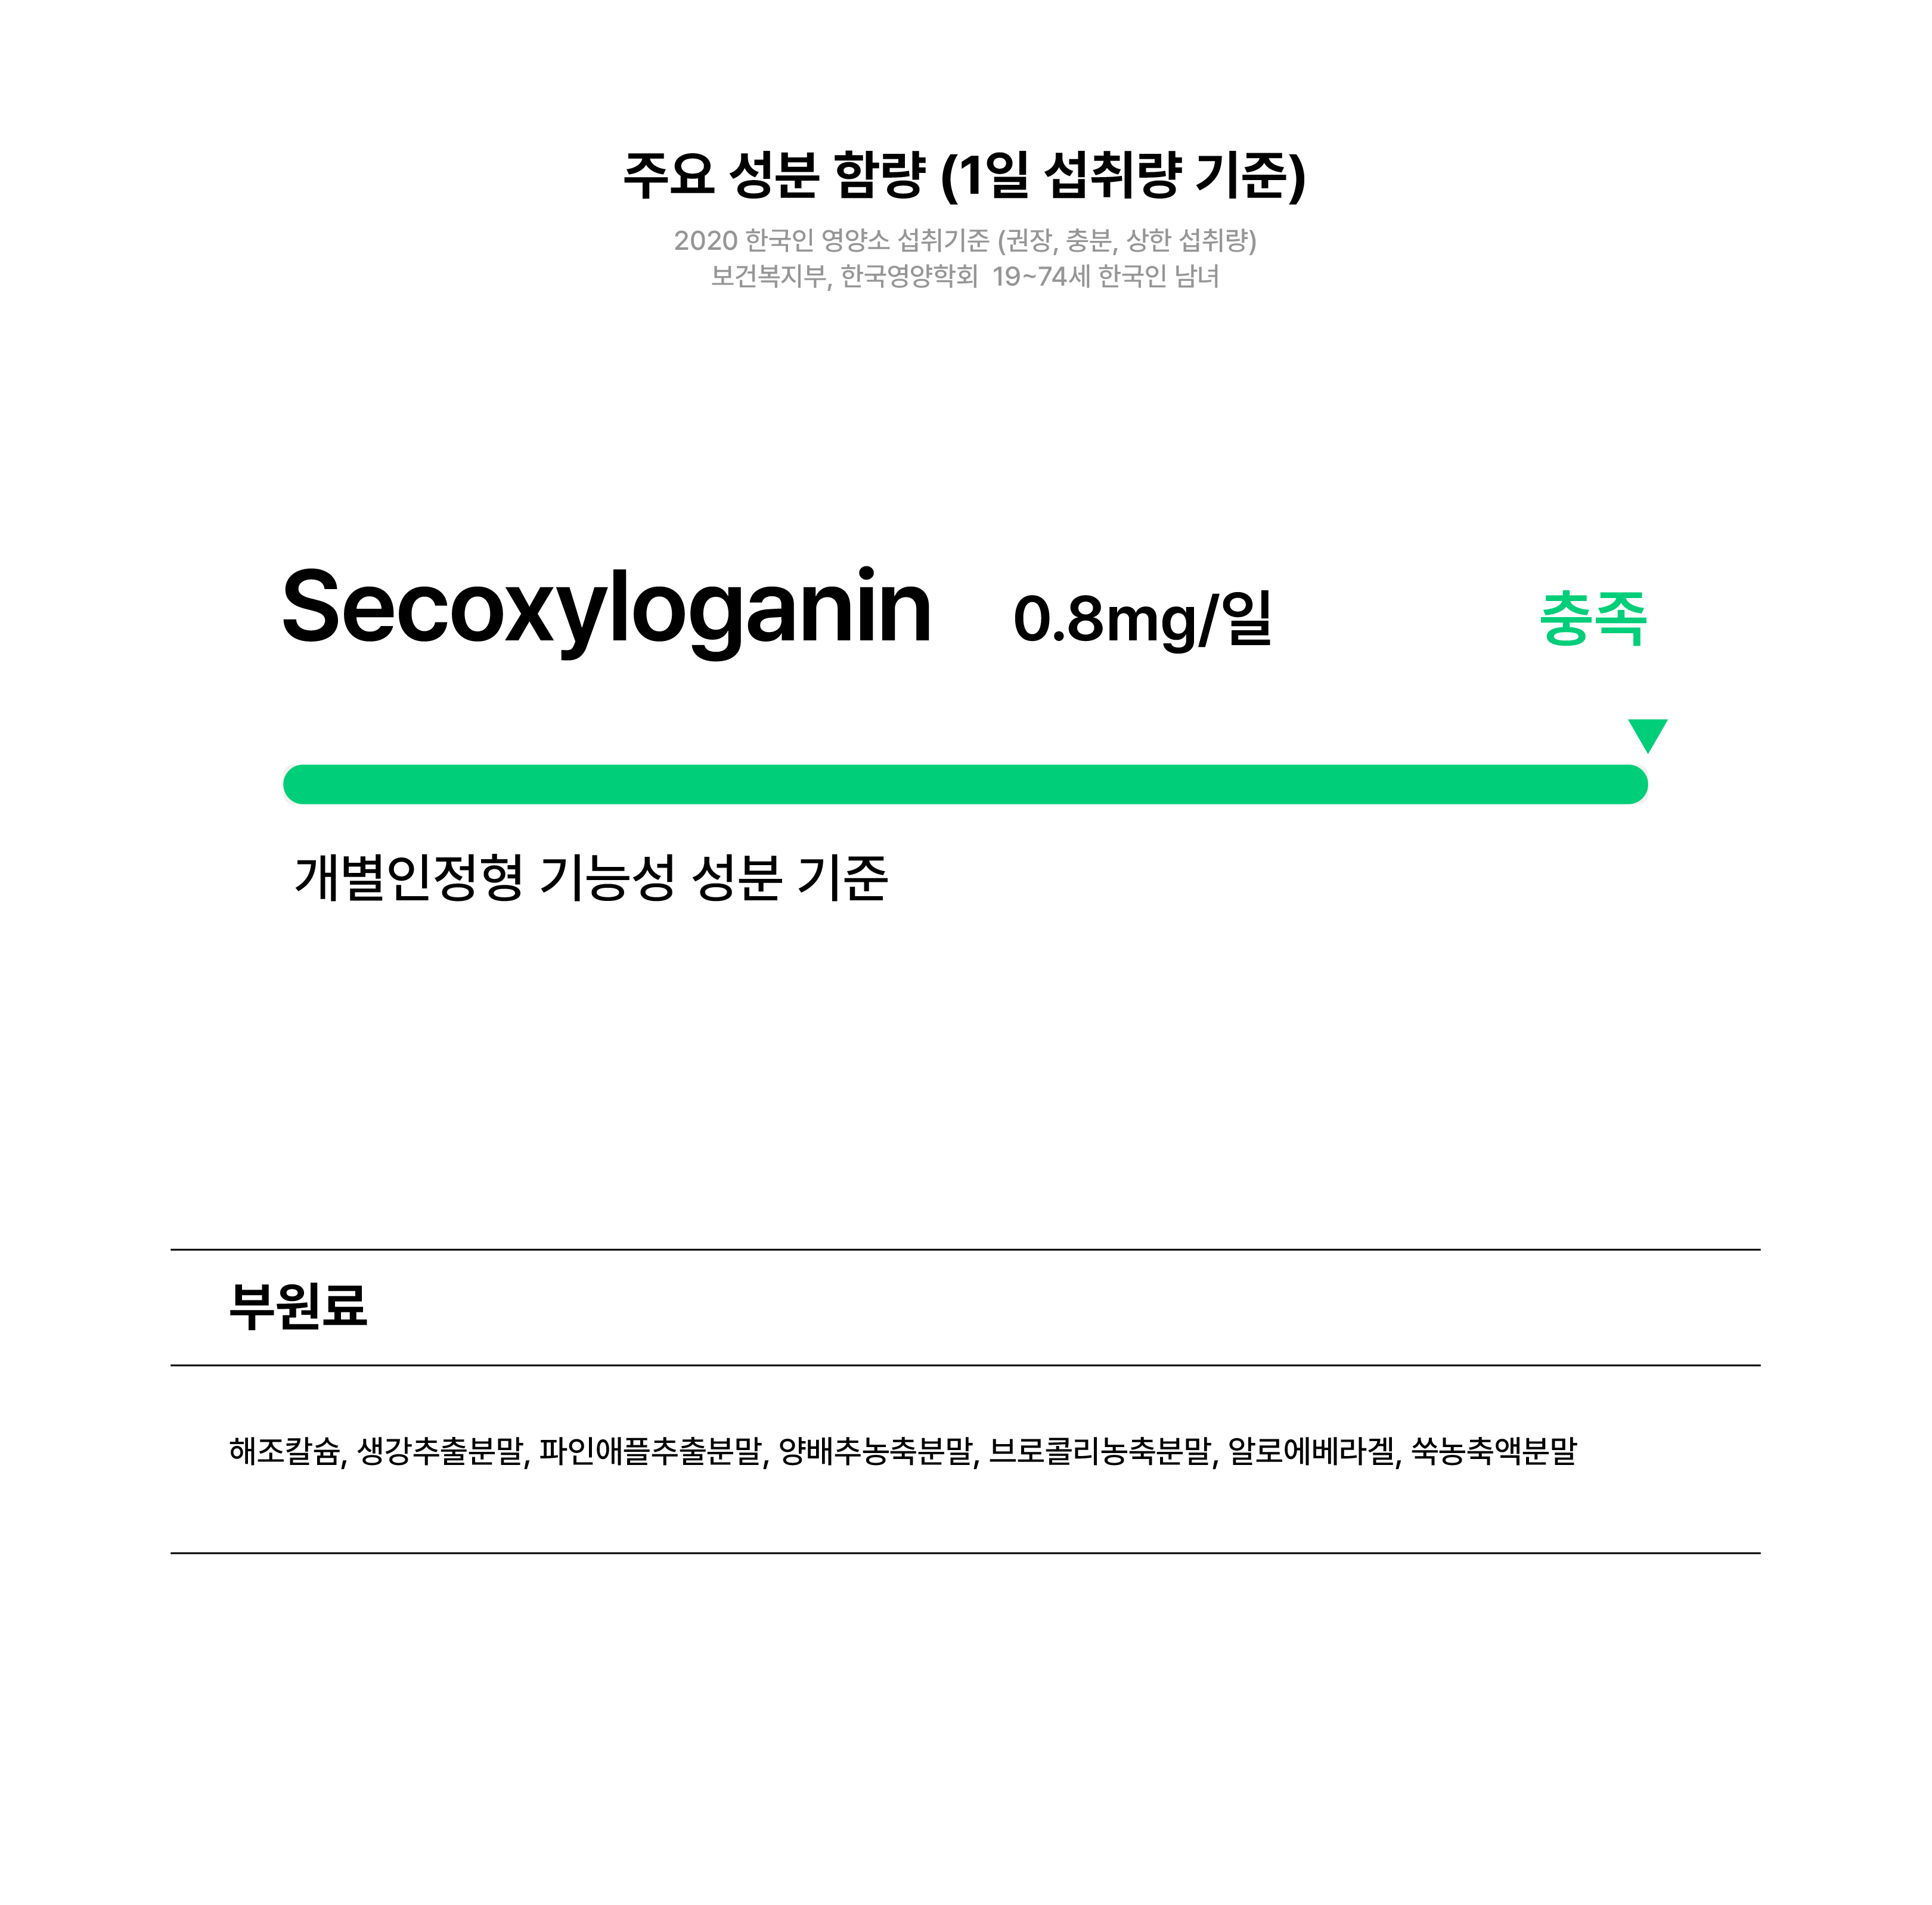 주요 성분 함량 (1일 섭취량 기준)
2020 한국인 영양소 섭취기준 (권장, 충분, 상한 섭취량)
보건복지부, 한국영양학회 19~74세 한국인 남녀
Secoxyloganin 0.8mg/일 충족
개별인정형 기능성 성분 기준
부원료
해조칼슘, 생강추출분말, 파인애플추출분말, 양배추농축분말, 브로콜리농축분말, 알로에베라겔, 쑥농축액분말